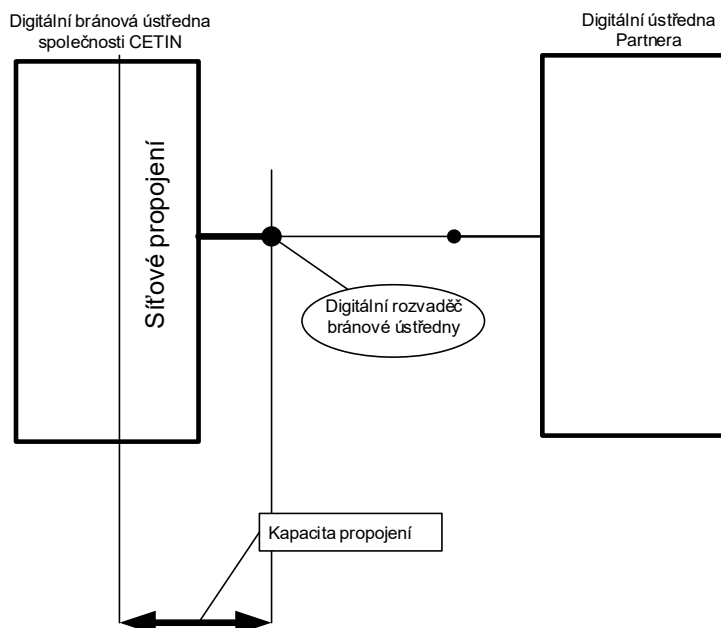 Digitální bránová ústředna
společnosti CETIN
Digitální ústředna
Partnera
Síťové propojení
Digitální rozvaděč
bránové ústředny
Kapacita propojení